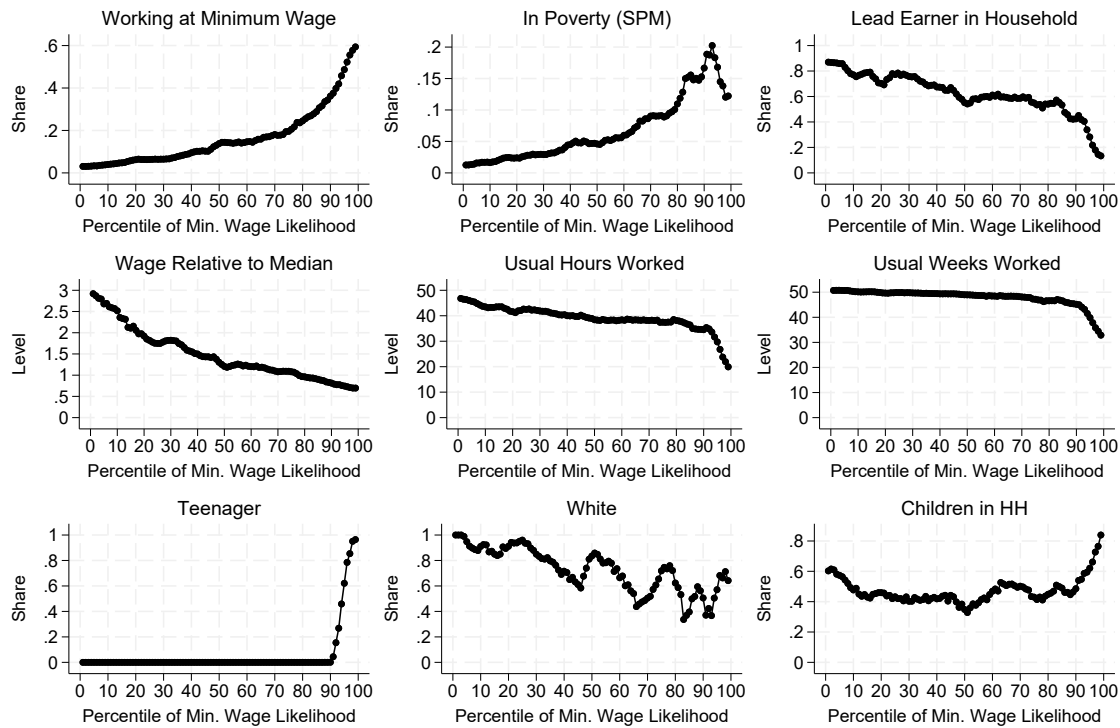 Working at Minimum Wage
Share
.6
.4
.2
0
0 10 20 30 40 50 60 70 80 90 100
Percentile of Min. Wage Likelihood
In Poverty (SPM)
Share
.2
.15
.1
.05
0
0 10 20 30 40 50 60 70 80 90 100
Percentile of Min. Wage Likelihood
Lead Earner in Household
Share
1
.8
.6
.4
.2
0
0 10 20 30 40 50 60 70 80 90 100
Percentile of Min. Wage Likelihood
Wage Relative to Median
Level
3
2.5
2
1.5
1
.5
0
0 10 20 30 40 50 60 70 80 90 100
Percentile of Min. Wage Likelihood
Usual Hours Worked
Level
50
40
30
20
10
0
0 10 20 30 40 50 60 70 80 90 100
Percentile of Min. Wage Likelihood
Usual Weeks Worked
Level
50
40
30
20
10
0
0 10 20 30 40 50 60 70 80 90 100
Percentile of Min. Wage Likelihood
Teenager
Share
1
.8
.6
.4
.2
0
0 10 20 30 40 50 60 70 80 90 100
Percentile of Min. Wage Likelihood
White
Share
1
.8
.6
.4
.2
0
0 10 20 30 40 50 60 70 80 90 100
Percentile of Min. Wage Likelihood
Children in HH
Share
.8
.6
.4
.2
0
0 10 20 30 40 50 60 70 80 90 100
Percentile of Min. Wage Likelihood